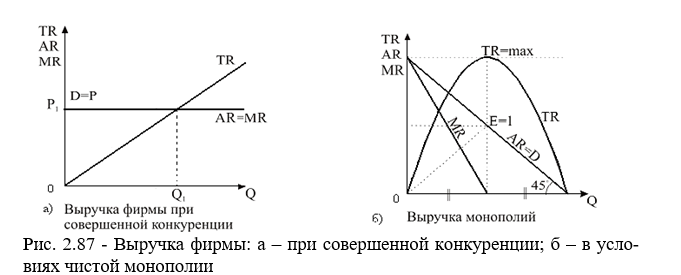 TR
AR
MR
TR
P₁
D=P
AR=MR
0
Q₁
Q
а) Выручка фирмы при
совершенной конкуренции
TR
AR
MR
TR=max
TR
MR
E=1
AR=D
45°
0
Q
б) Выручка монополий
Рис. 2.87 - Выручка фирмы: а – при совершенной конкуренции; б – в усло-
виях чистой монополии